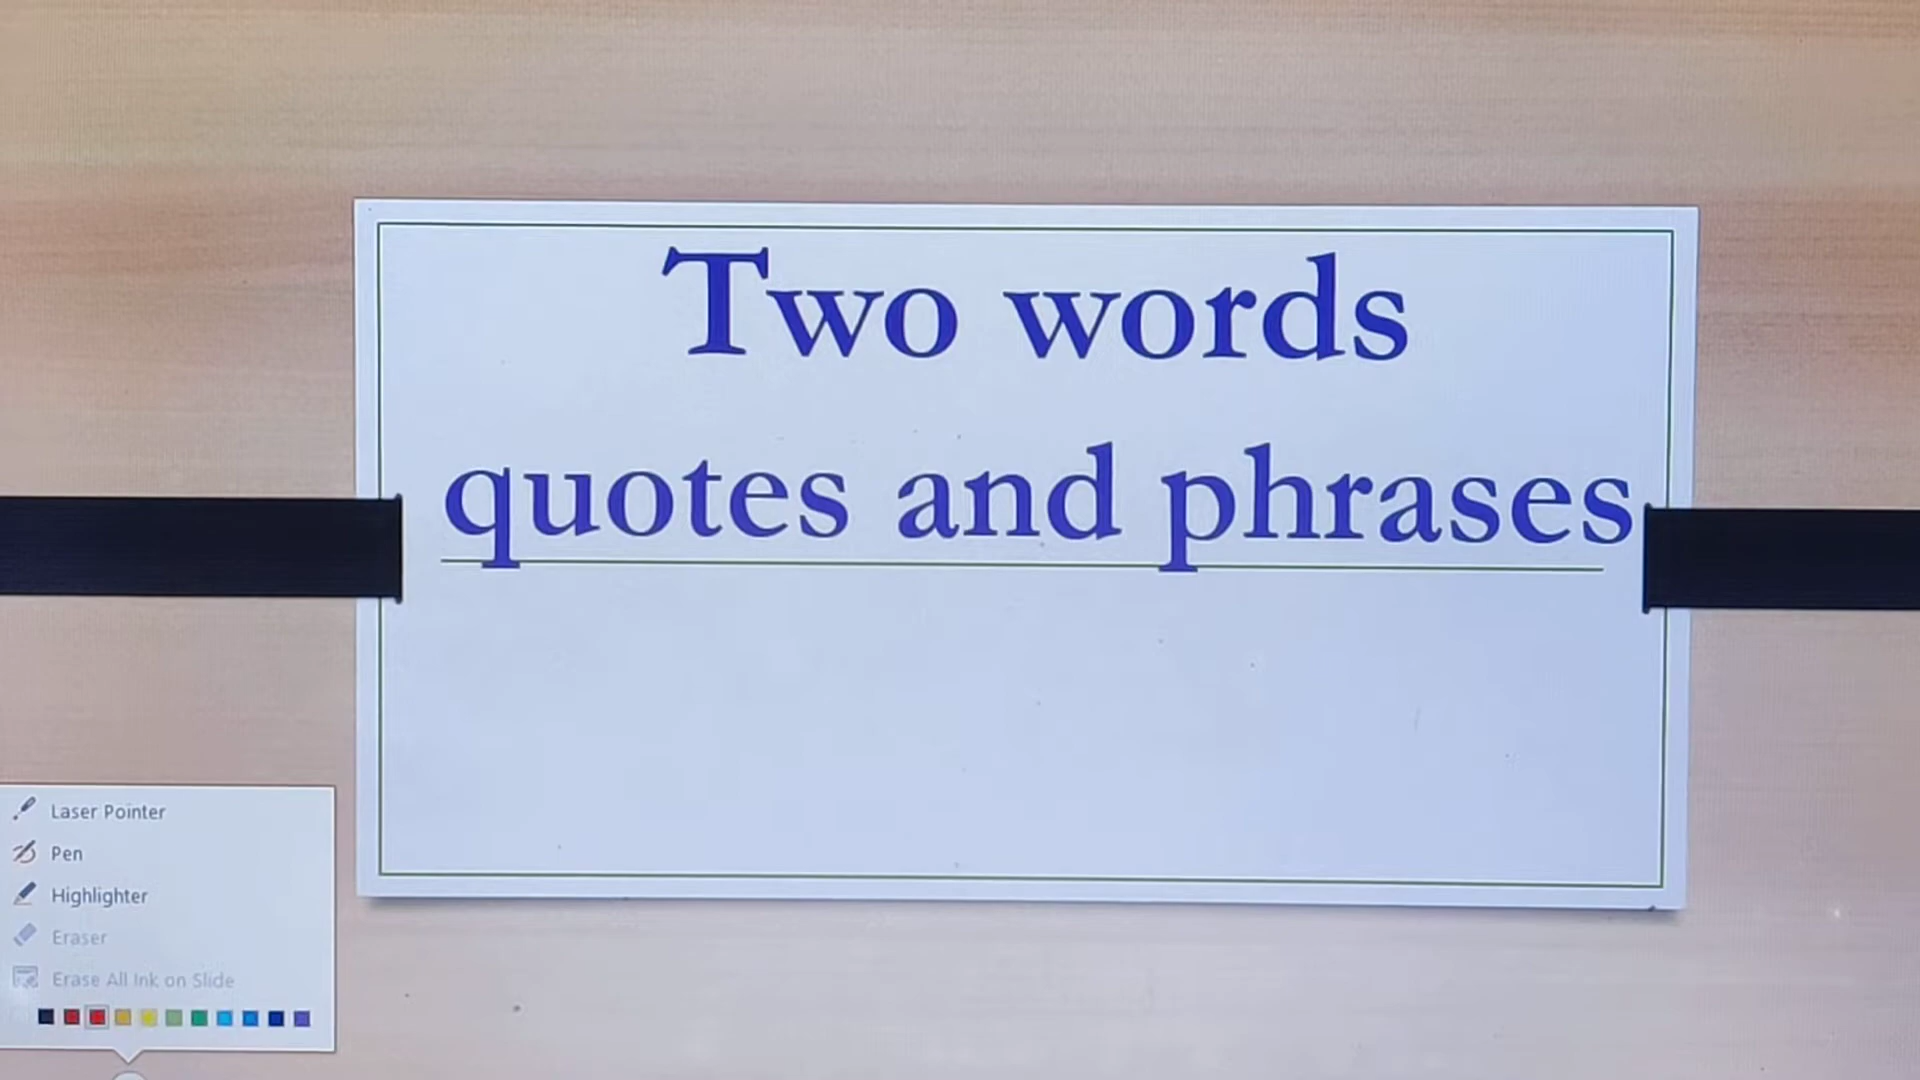 Two words
quotes and phrases
Laser Pointer
Pen
Highlighter
Eraser
Erase All Ink on Slide